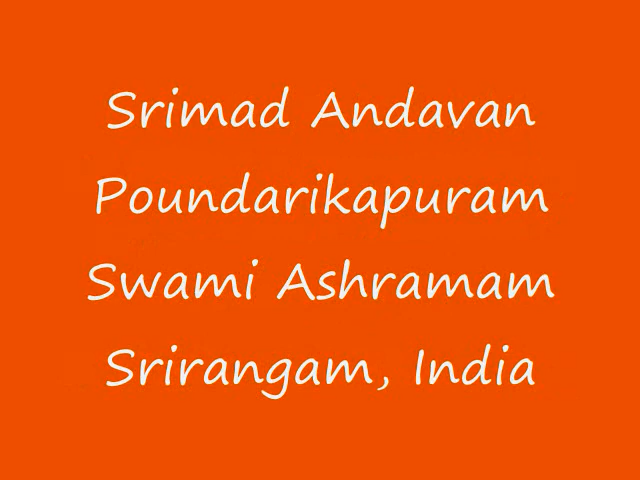 Srimad Andavan
Poundarikapuram
Swami Ashramam
Srirangam, India